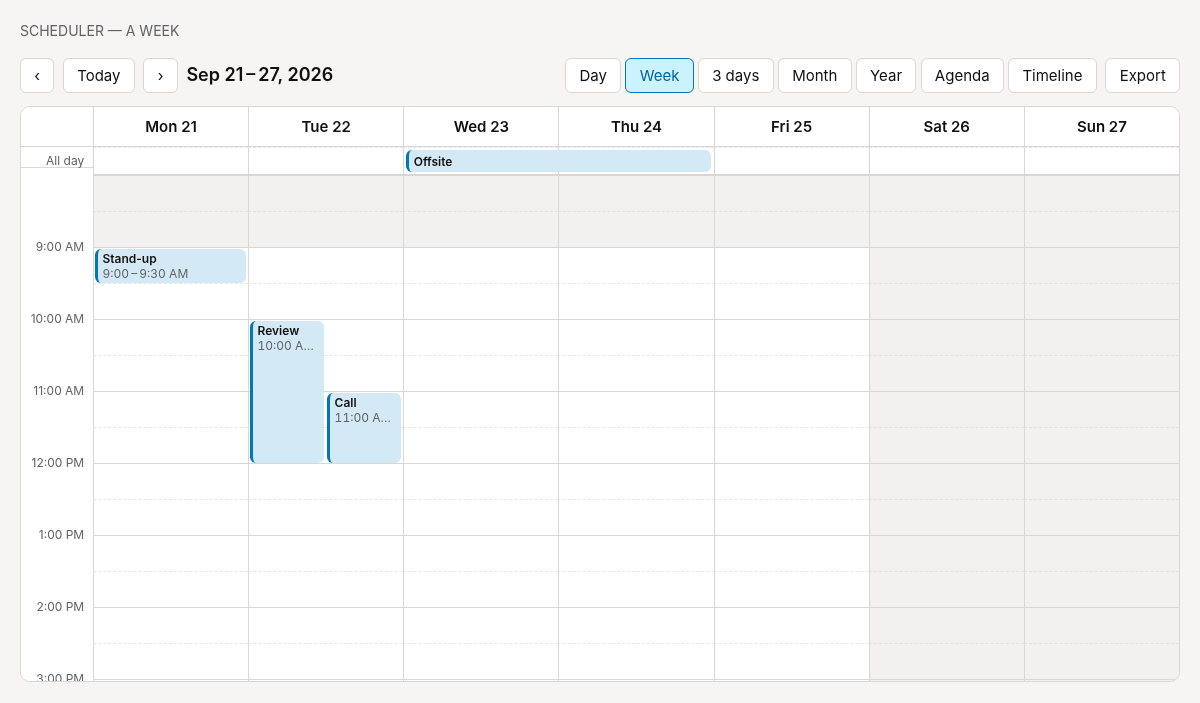 SCHEDULER — A WEEK
‹ Today › Sep 21 – 27, 2026 Day Week 3 days Month Year Agenda Timeline Export
Mon 21 Tue 22 Wed 23 Thu 24 Fri 25 Sat 26 Sun 27
All day Offsite
9:00 AM
Stand-up
9:00 – 9:30 AM
10:00 AM
Review
10:00 A...
11:00 AM
Call
11:00 A...
12:00 PM
1:00 PM
2:00 PM
3:00 PM